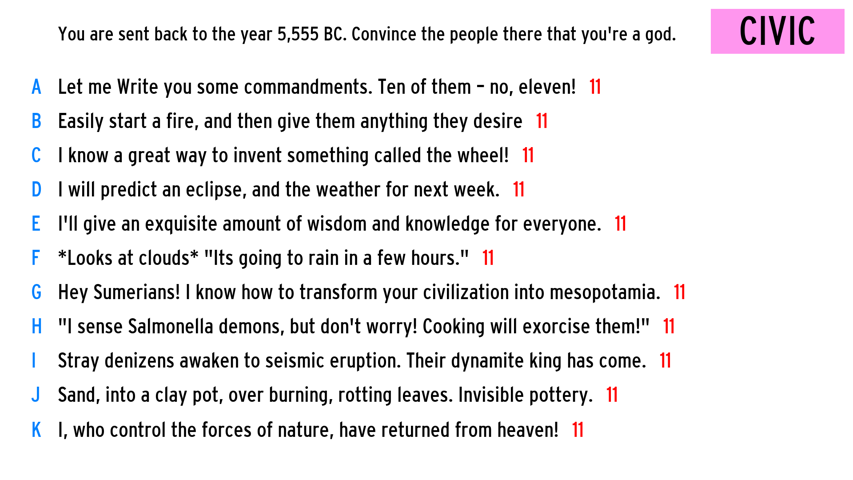 You are sent back to the year 5,555 BC. Convince the people there that you're a god.
CIVIC
A Let me Write you some commandments. Ten of them – no, eleven! 11
B Easily start a fire, and then give them anything they desire 11
C I know a great way to invent something called the wheel! 11
D I will predict an eclipse, and the weather for next week. 11
E I'll give an exquisite amount of wisdom and knowledge for everyone. 11
F *Looks at clouds* "Its going to rain in a few hours." 11
G Hey Sumerians! I know how to transform your civilization into mesopotamia. 11
H "I sense Salmonella demons, but don't worry! Cooking will exorcise them!" 11
I Stray denizens awaken to seismic eruption. Their dynamite king has come. 11
J Sand, into a clay pot, over burning, rotting leaves. Invisible pottery. 11
K I, who control the forces of nature, have returned from heaven! 11